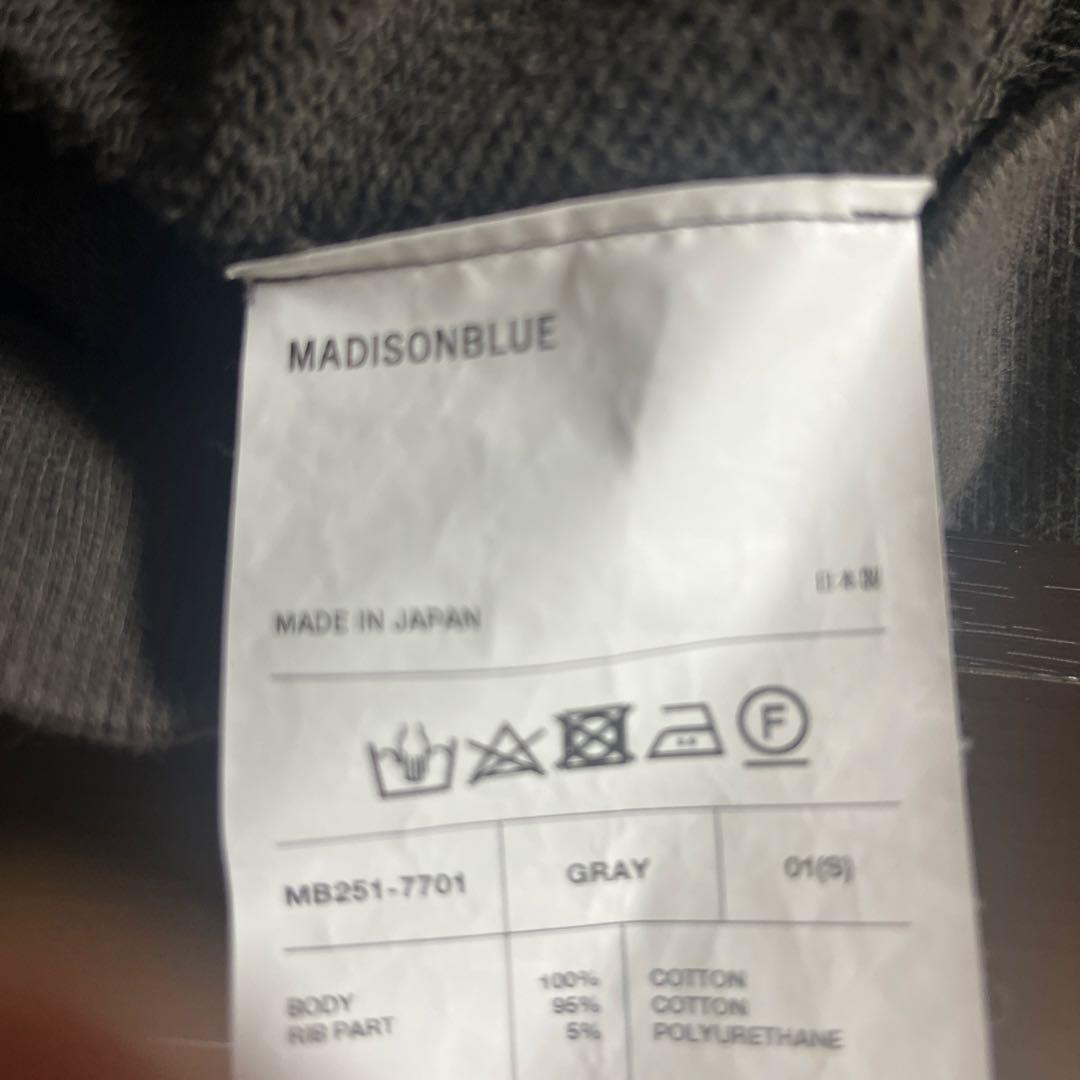 MADISONBLUE
日本製
MADE IN JAPAN
F
MB251-7701 GRAY 01(S)
BODY 100% COTTON
RIB PART 95% COTTON
5% POLYURETHANE